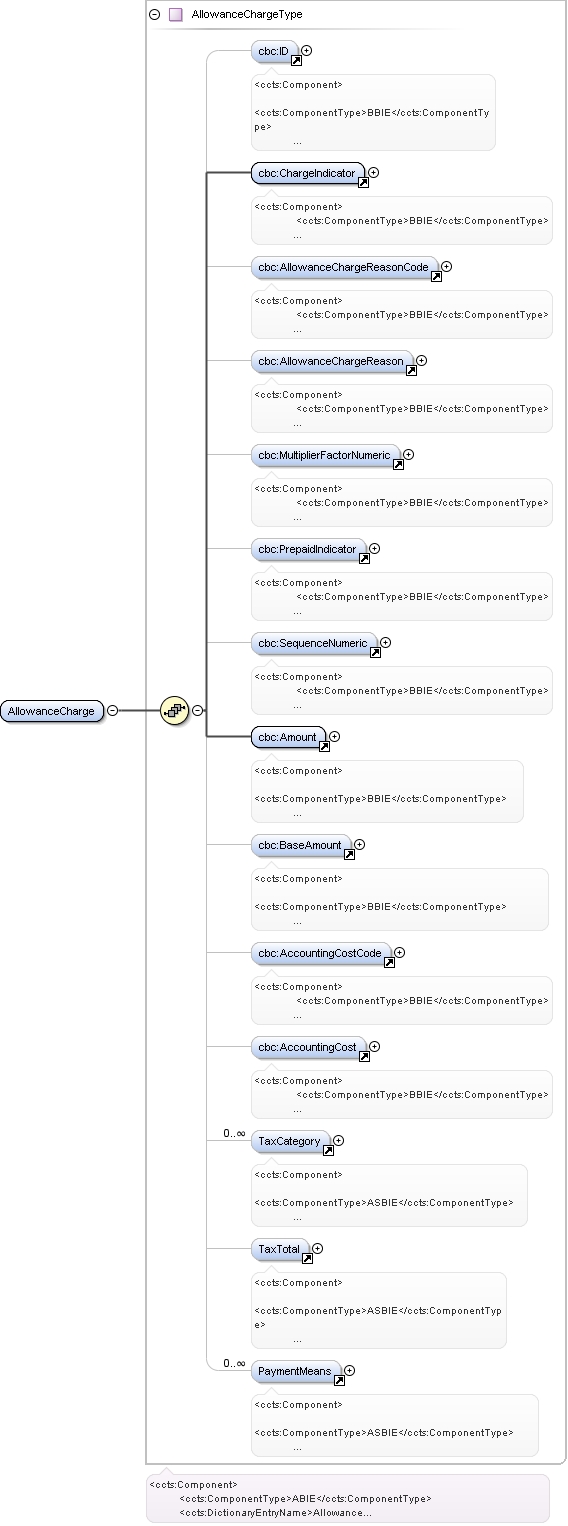 AllowanceChargeType
cbc:ID
<ccts:Component>
<ccts:ComponentType>BBIE</ccts:ComponentTy
pe>
...
cbc:ChargeIndicator
<ccts:Component>
<ccts:ComponentType>BBIE</ccts:ComponentType>
...
cbc:AllowanceChargeReasonCode
<ccts:Component>
<ccts:ComponentType>BBIE</ccts:ComponentType>
...
cbc:AllowanceChargeReason
<ccts:Component>
<ccts:ComponentType>BBIE</ccts:ComponentType>
...
cbc:MultiplierFactorNumeric
<ccts:Component>
<ccts:ComponentType>BBIE</ccts:ComponentType>
...
cbc:PrepaidIndicator
<ccts:Component>
<ccts:ComponentType>BBIE</ccts:ComponentType>
...
cbc:SequenceNumeric
<ccts:Component>
<ccts:ComponentType>BBIE</ccts:ComponentType>
...
AllowanceCharge
cbc:Amount
<ccts:Component>
<ccts:ComponentType>BBIE</ccts:ComponentType>
...
cbc:BaseAmount
<ccts:Component>
<ccts:ComponentType>BBIE</ccts:ComponentType>
...
cbc:AccountingCostCode
<ccts:Component>
<ccts:ComponentType>BBIE</ccts:ComponentType>
...
cbc:AccountingCost
<ccts:Component>
<ccts:ComponentType>BBIE</ccts:ComponentType>
...
0..∞
TaxCategory
<ccts:Component>
<ccts:ComponentType>ASBIE</ccts:ComponentType>
...
TaxTotal
<ccts:Component>
<ccts:ComponentType>ASBIE</ccts:ComponentTyp
e>
...
0..∞
PaymentMeans
<ccts:Component>
<ccts:ComponentType>ASBIE</ccts:ComponentType>
...
<ccts:Component>
<ccts:ComponentType>ABIE</ccts:ComponentType>
<ccts:DictionaryEntryName>Allowance...